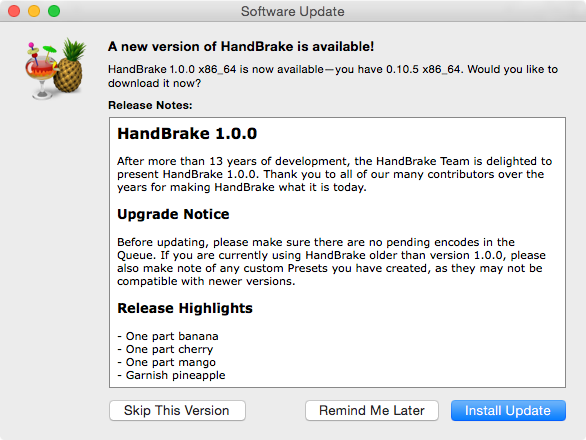 Software Update
A new version of HandBrake is available!
HandBrake 1.0.0 x86_64 is now available—you have 0.10.5 x86_64. Would you like to
download it now?
Release Notes:
HandBrake 1.0.0
After more than 13 years of development, the HandBrake Team is delighted to
present HandBrake 1.0.0. Thank you to all of our many contributors over the
years for making HandBrake what it is today.
Upgrade Notice
Before updating, please make sure there are no pending encodes in the
Queue. If you are currently using HandBrake older than version 1.0.0, please
also make note of any custom Presets you have created, as they may not be
compatible with newer versions.
Release Highlights
- One part banana
- One part cherry
- One part mango
- Garnish pineapple
Skip This Version
Remind Me Later
Install Update